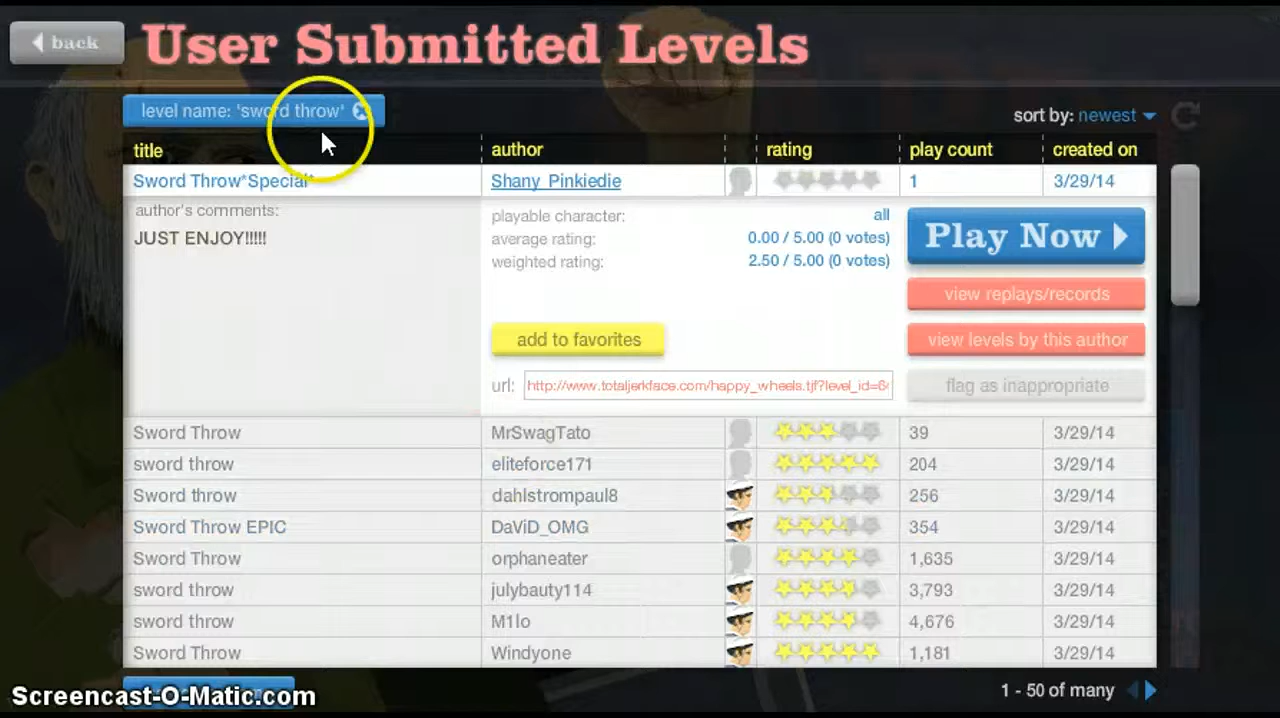 back
User Submitted Levels
level name: 'sword throw'
sort by: newest
title author rating play count created on
Sword Throw*Special* Shany_Pinkiedie 1 3/29/14
author's comments:
JUST ENJOY!!!!!
playable character: all
average rating: 0.00 / 5.00 (0 votes)
weighted rating: 2.50 / 5.00 (0 votes)
Play Now
view replays/records
add to favorites
view levels by this author
url: http://www.totaljerkface.com/happy_wheels.tjf?level_id=6
flag as inappropriate
Sword Throw MrSwagTato 39 3/29/14
sword throw eliteforce171 204 3/29/14
Sword throw dahlstrompaul8 256 3/29/14
Sword Throw EPIC DaViD_OMG 354 3/29/14
Sword Throw orphaneater 1,635 3/29/14
sword throw julybauty114 3,793 3/29/14
sword throw 4,676 3/29/14
Sword Throw Windyone 1,181 3/29/14
Screencast-O-Matic.com
1 - 50 of many